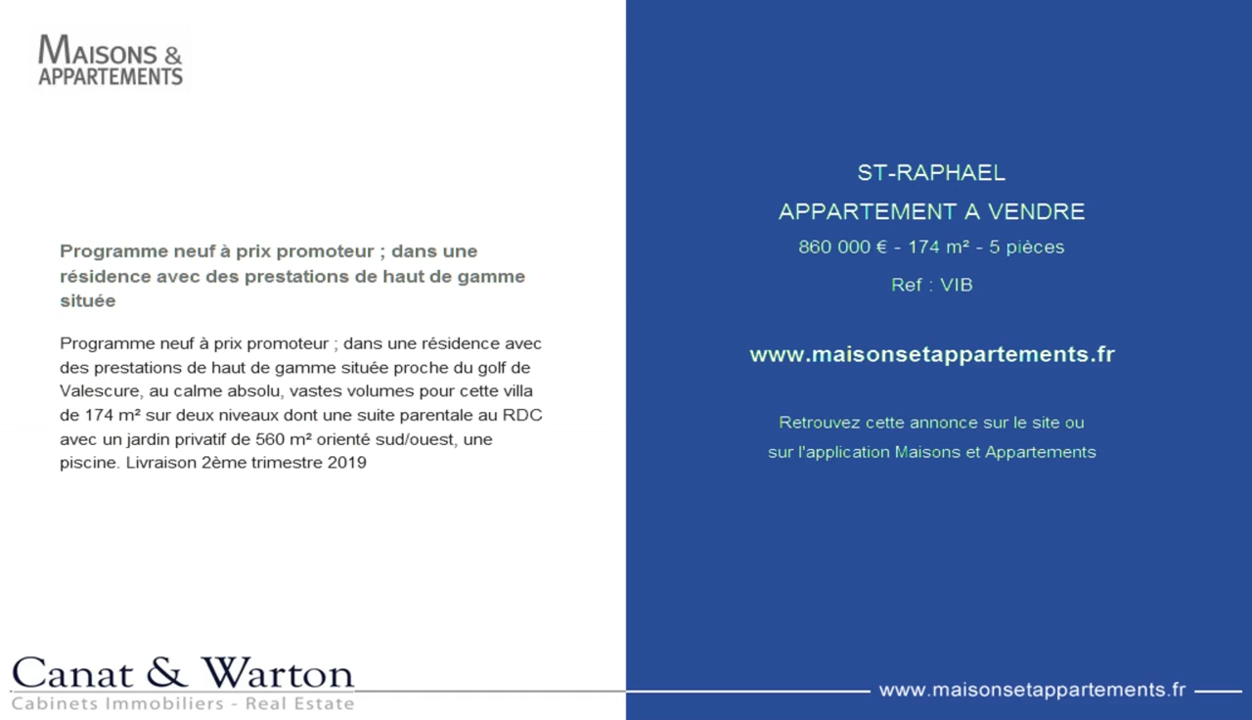 MAISONS &
APPARTEMENTS
Programme neuf à prix promoteur ; dans une
résidence avec des prestations de haut de gamme
située
Programme neuf à prix promoteur ; dans une résidence avec
des prestations de haut de gamme située proche du golf de
Valescure, au calme absolu, vastes volumes pour cette villa
de 174 m² sur deux niveaux dont une suite parentale au RDC
avec un jardin privatif de 560 m² orienté sud/ouest, une
piscine. Livraison 2ème trimestre 2019
Canat & Warton
Cabinets Immobiliers - Real Estate
ST-RAPHAEL
APPARTEMENT A VENDRE
860 000 € - 174 m² - 5 pièces
Ref : VIB
www.maisonsetappartements.fr
Retrouvez cette annonce sur le site ou
sur l'application Maisons et Appartements
www.maisonsetappartements.fr